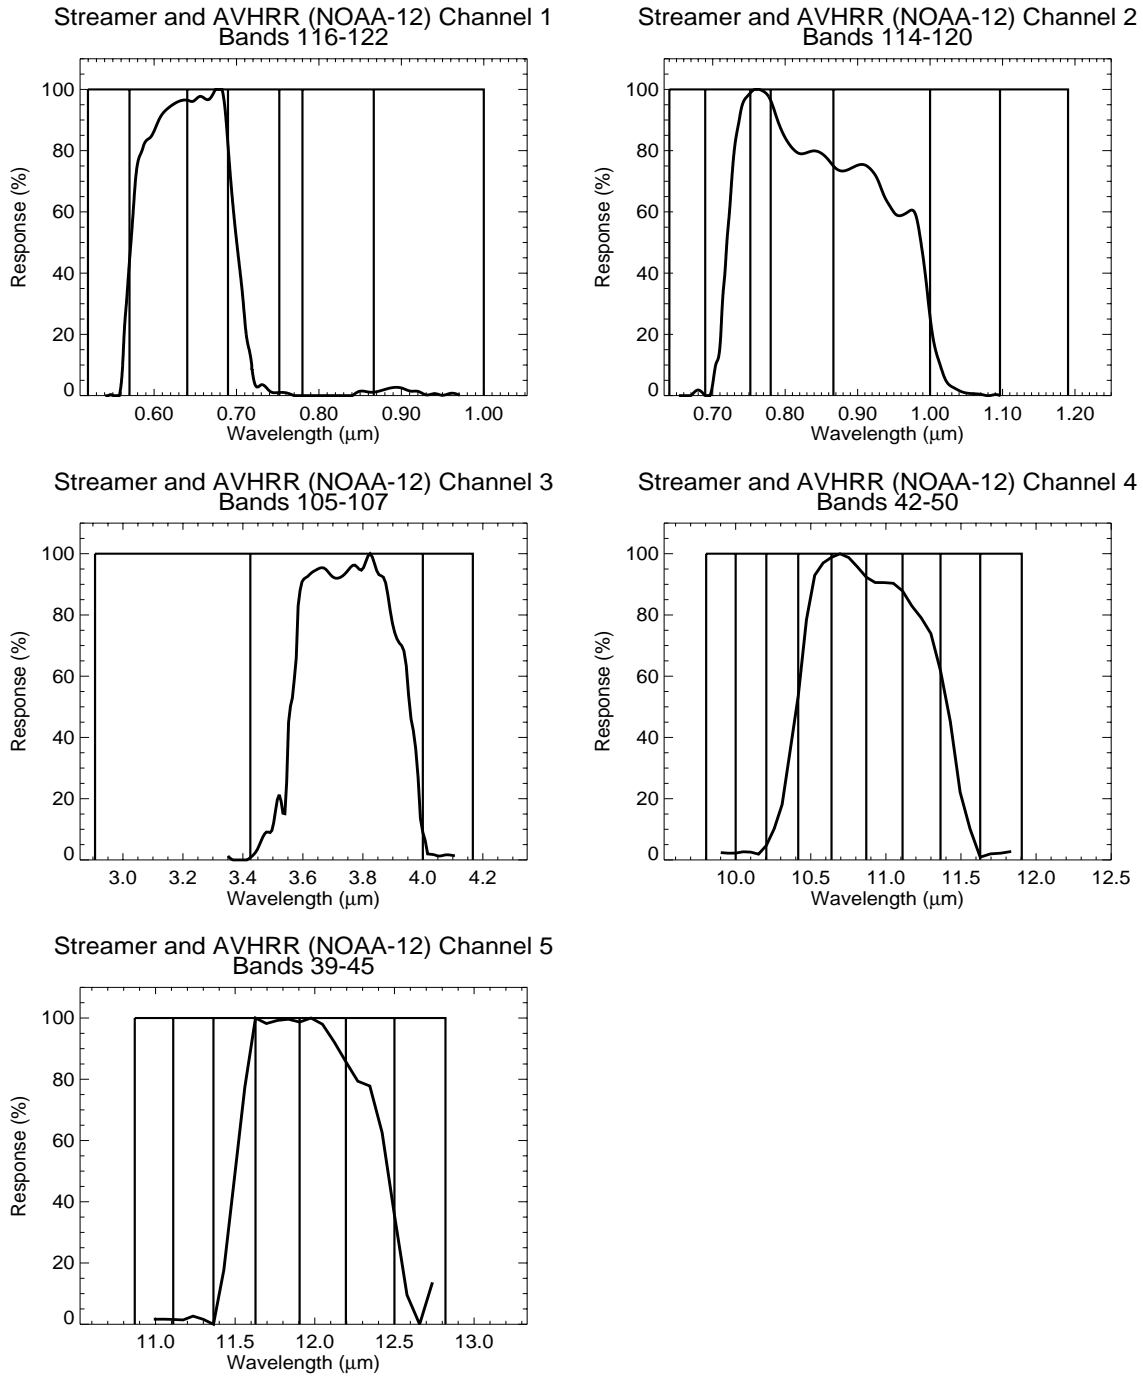 Streamer and AVHRR (NOAA-12) Channel 1
Bands 116-122
Response (%)
100
80
60
40
20
0
0.60 0.70 0.80 0.90 1.00
Wavelength (μm)
Streamer and AVHRR (NOAA-12) Channel 2
Bands 114-120
Response (%)
100
80
60
40
20
0
0.70 0.80 0.90 1.00 1.10 1.20
Wavelength (μm)
Streamer and AVHRR (NOAA-12) Channel 3
Bands 105-107
Response (%)
100
80
60
40
20
0
3.0 3.2 3.4 3.6 3.8 4.0 4.2
Wavelength (μm)
Streamer and AVHRR (NOAA-12) Channel 4
Bands 42-50
Response (%)
100
80
60
40
20
0
10.0 10.5 11.0 11.5 12.0 12.5
Wavelength (μm)
Streamer and AVHRR (NOAA-12) Channel 5
Bands 39-45
Response (%)
100
80
60
40
20
0
11.0 11.5 12.0 12.5 13.0
Wavelength (μm)